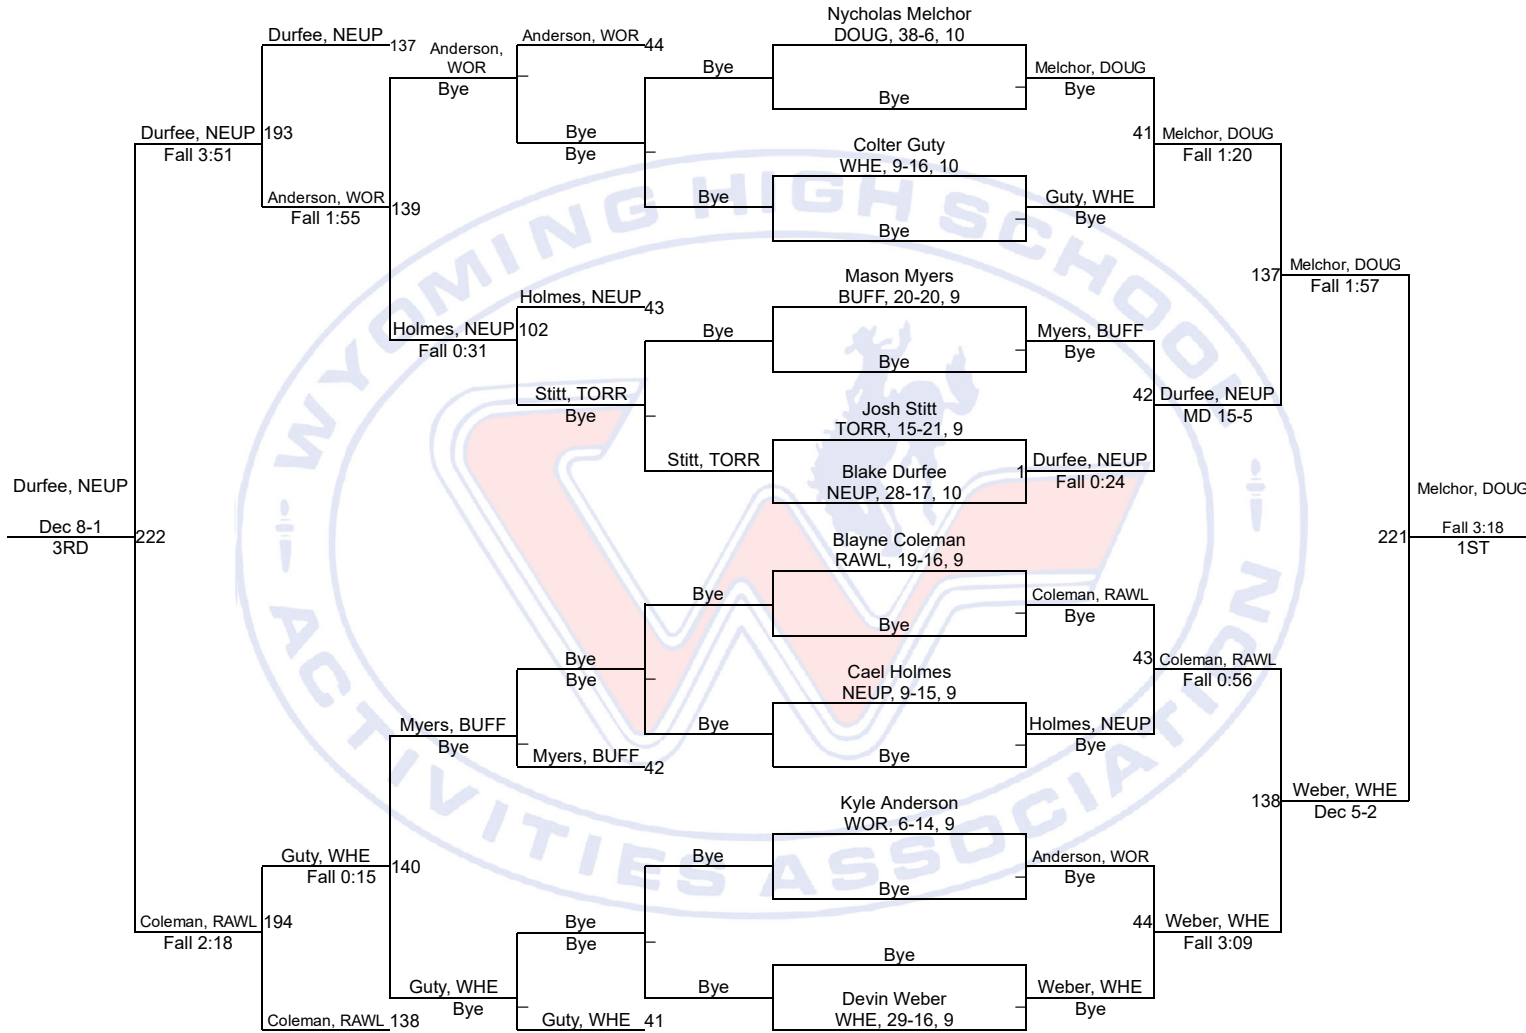 Nycholas Melchor
DOUG, 38-6, 10
Durfee, NEUP
137
Anderson,
WOR
Bye
Anderson, WOR
44
Bye
Bye
Melchor, DOUG
Bye
Durfee, NEUP
193
Fall 3:51
Bye
Bye
Colter Guty
WHE, 9-16, 10
41
Melchor, DOUG
Fall 1:20
Anderson, WOR
Fall 1:55
139
Bye
Bye
Guty, WHE
Bye
Mason Myers
BUFF, 20-20, 9
137
Melchor, DOUG
Fall 1:57
Holmes, NEUP
43
Holmes, NEUP
102
Fall 0:31
Bye
Bye
Myers, BUFF
Bye
Stitt, TORR
Bye
Josh Stitt
TORR, 15-21, 9
42
Durfee, NEUP
MD 15-5
Stitt, TORR
Blake Durfee
NEUP, 28-17, 10
1
Durfee, NEUP
Fall 0:24
Durfee, NEUP
Dec 8-1
3RD
222
Melchor, DOUG
221
Fall 3:18
1ST
Blayne Coleman
RAWL, 19-16, 9
Bye
Bye
Coleman, RAWL
Bye
Bye
Bye
Cael Holmes
NEUP, 9-15, 9
43
Coleman, RAWL
Fall 0:56
Myers, BUFF
Bye
Bye
Bye
Holmes, NEUP
Bye
Myers, BUFF
42
Kyle Anderson
WOR, 6-14, 9
138
Weber, WHE
Dec 5-2
Guty, WHE
Fall 0:15
140
Bye
Bye
Anderson, WOR
Bye
Coleman, RAWL
194
Fall 2:18
Bye
Bye
Bye
44
Weber, WHE
Fall 3:09
Guty, WHE
Bye
Bye
Devin Weber
WHE, 29-16, 9
Weber, WHE
Bye
Coleman, RAWL
138
Guty, WHE
41
WYOMING HIGH SCHOOL
ACTIVITIES ASSOCIATION